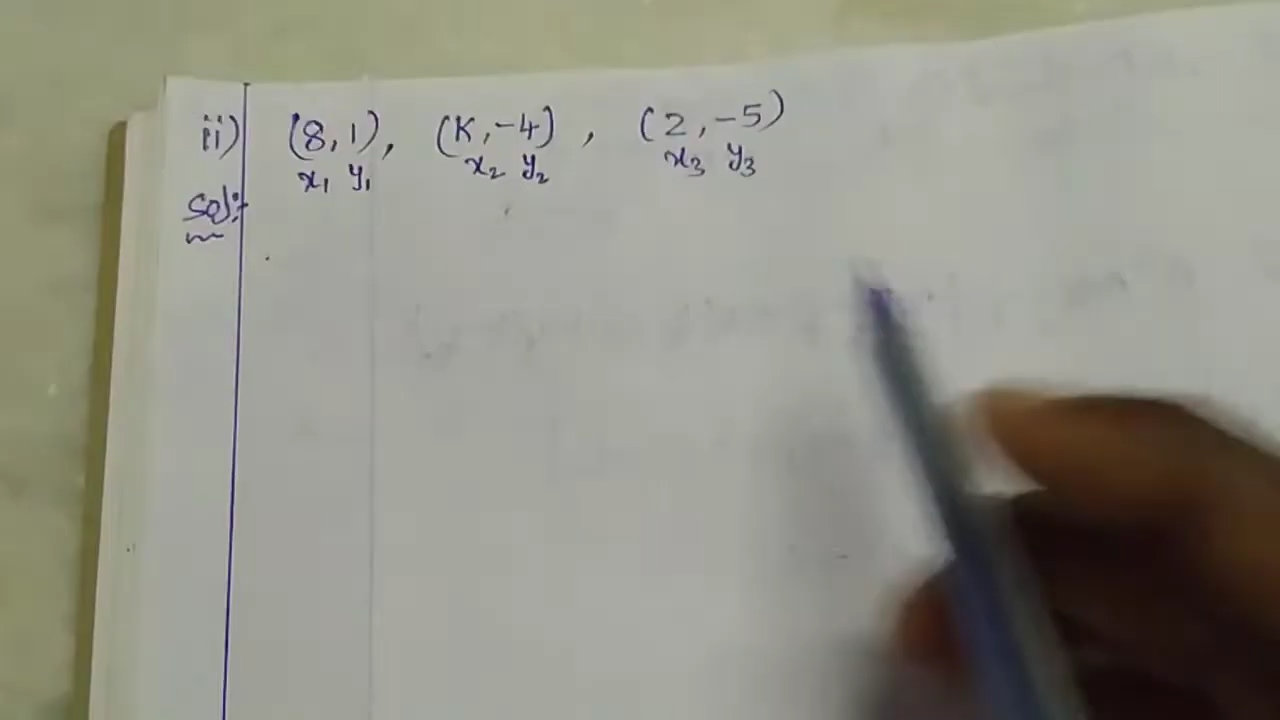 ii) (8, 1), (K, -4), (2, -5)
x₁ y₁ x₂ y₂ x₃ y₃
Sol:-